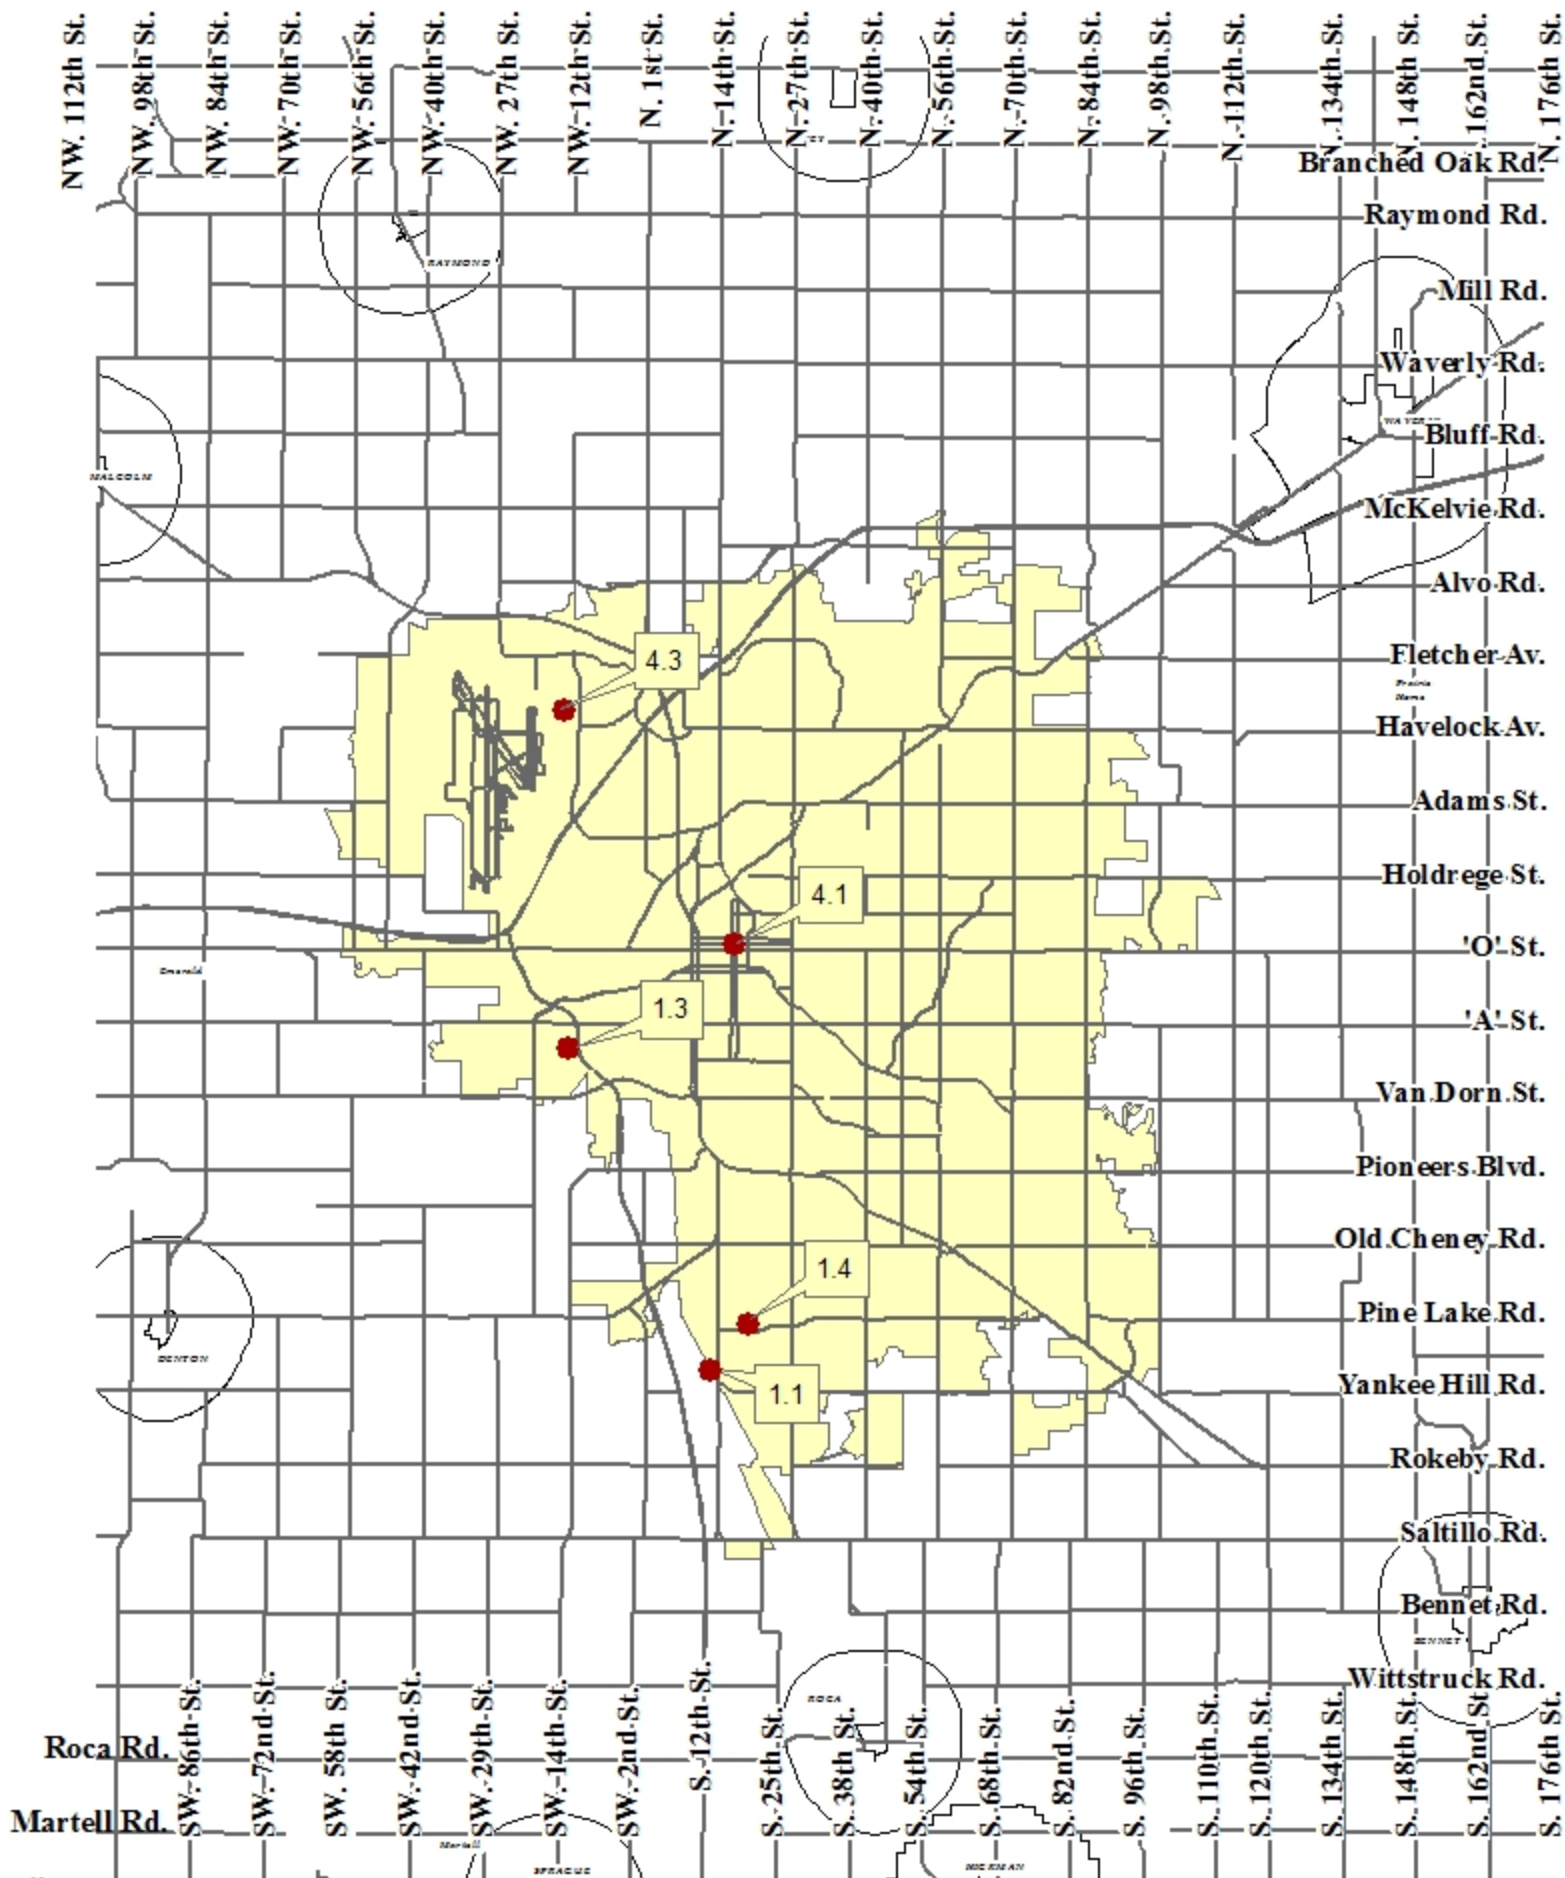 NW. 112th St.
NW. 98th St.
NW. 84th St.
NW. 70th St.
NW. 56th St.
NW. 40th St.
NW. 27th St.
NW. 12th St.
N. 1st St.
N. 14th St.
N. 27th St.
N. 40th St.
N. 56th St.
N. 70th St.
N. 84th St.
N. 98th St.
N. 112th St.
N. 134th St.
N. 148th St.
162nd St.
N. 176th St.
Branched Oak Rd.
Raymond Rd.
RAYMOND
Mill Rd.
Waverly Rd.
Bluff Rd.
MALCOLM
McKelvie Rd.
Alvo Rd.
Fletcher Av.
4.3
Prairie
Home
Havelock Av.
Adams St.
Holdrege St.
4.1
'O' St.
Emerald
1.3
'A' St.
Van Dorn St.
Pioneers Blvd.
Old Cheney Rd.
1.4
Pine Lake Rd.
DENTON
Yankee Hill Rd.
1.1
Rokeby Rd.
Saltillo Rd.
Bennet Rd.
BENNET
Wittstruck Rd.
ROCA
Roca Rd.
Martell Rd.
SW. 86th St.
SW. 72nd St.
SW. 58th St.
SW. 42nd St.
SW. 29th St.
SW. 14th St.
SW. 2nd St.
S. 12th St.
S. 25th St.
S. 38th St.
S. 54th St.
S. 68th St.
S. 82nd St.
S. 96th St.
S. 110th St.
S. 120th St.
S. 134th St.
S. 148th St.
S. 162nd St
S. 176th St.
Martell
SPRAGUE
HICKMAN